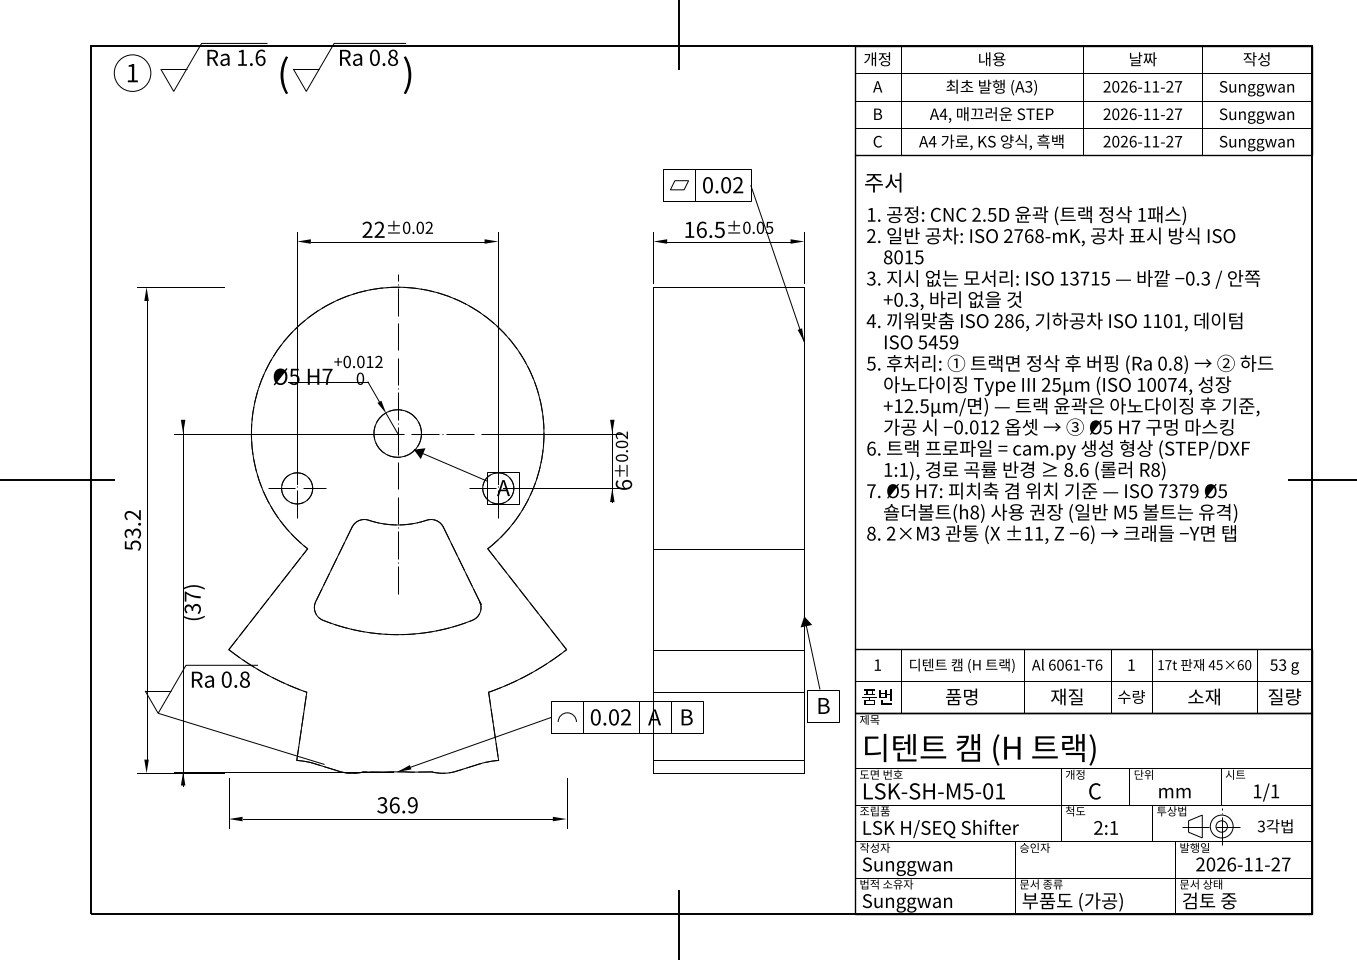 1 Ra 1.6 ( Ra 0.8 )
개정 내용 날짜 작성
A 최초 발행 (A3) 2026-11-27 Sunggwan
B A4, 매끄러운 STEP 2026-11-27 Sunggwan
C A4 가로, KS 양식, 흑백 2026-11-27 Sunggwan
주서
1. 공정: CNC 2.5D 윤곽 (트랙 정삭 1패스)
2. 일반 공차: ISO 2768-mK, 공차 표시 방식 ISO
8015
3. 지시 없는 모서리: ISO 13715 — 바깥 −0.3 / 안쪽
+0.3, 바리 없을 것
4. 끼워맞춤 ISO 286, 기하공차 ISO 1101, 데이텀
ISO 5459
5. 후처리: ① 트랙면 정삭 후 버핑 (Ra 0.8) → ② 하드
아노다이징 Type III 25µm (ISO 10074, 성장
+12.5µm/면) — 트랙 윤곽은 아노다이징 후 기준,
가공 시 −0.012 옵셋 → ③ Ø5 H7 구멍 마스킹
6. 트랙 프로파일 = cam.py 생성 형상 (STEP/DXF
1:1), 경로 곡률 반경 ≥ 8.6 (롤러 R8)
7. Ø5 H7: 피치축 겸 위치 기준 — ISO 7379 Ø5
숄더볼트(h8) 사용 권장 (일반 M5 볼트는 유격)
8. 2×M3 관통 (X ±11, Z −6) → 크래들 −Y면 탭
0.02
22±0.02
16.5±0.05
Ø5 H7 +0.012
0
A
6±0.02
53.2
(37)
Ra 0.8
0.02 A B
B
36.9
1 디텐트 캠 (H 트랙) Al 6061-T6 1 17t 판재 45×60 53 g
품번 품명 재질 수량 소재 질량
제목
디텐트 캠 (H 트랙)
도면 번호 개정 단위 시트
LSK-SH-M5-01 C mm 1/1
조립품 척도 투상법
LSK H/SEQ Shifter 2:1 3각법
작성자 승인자 발행일
Sunggwan 2026-11-27
법적 소유자 문서 종류 문서 상태
Sunggwan 부품도 (가공) 검토 중